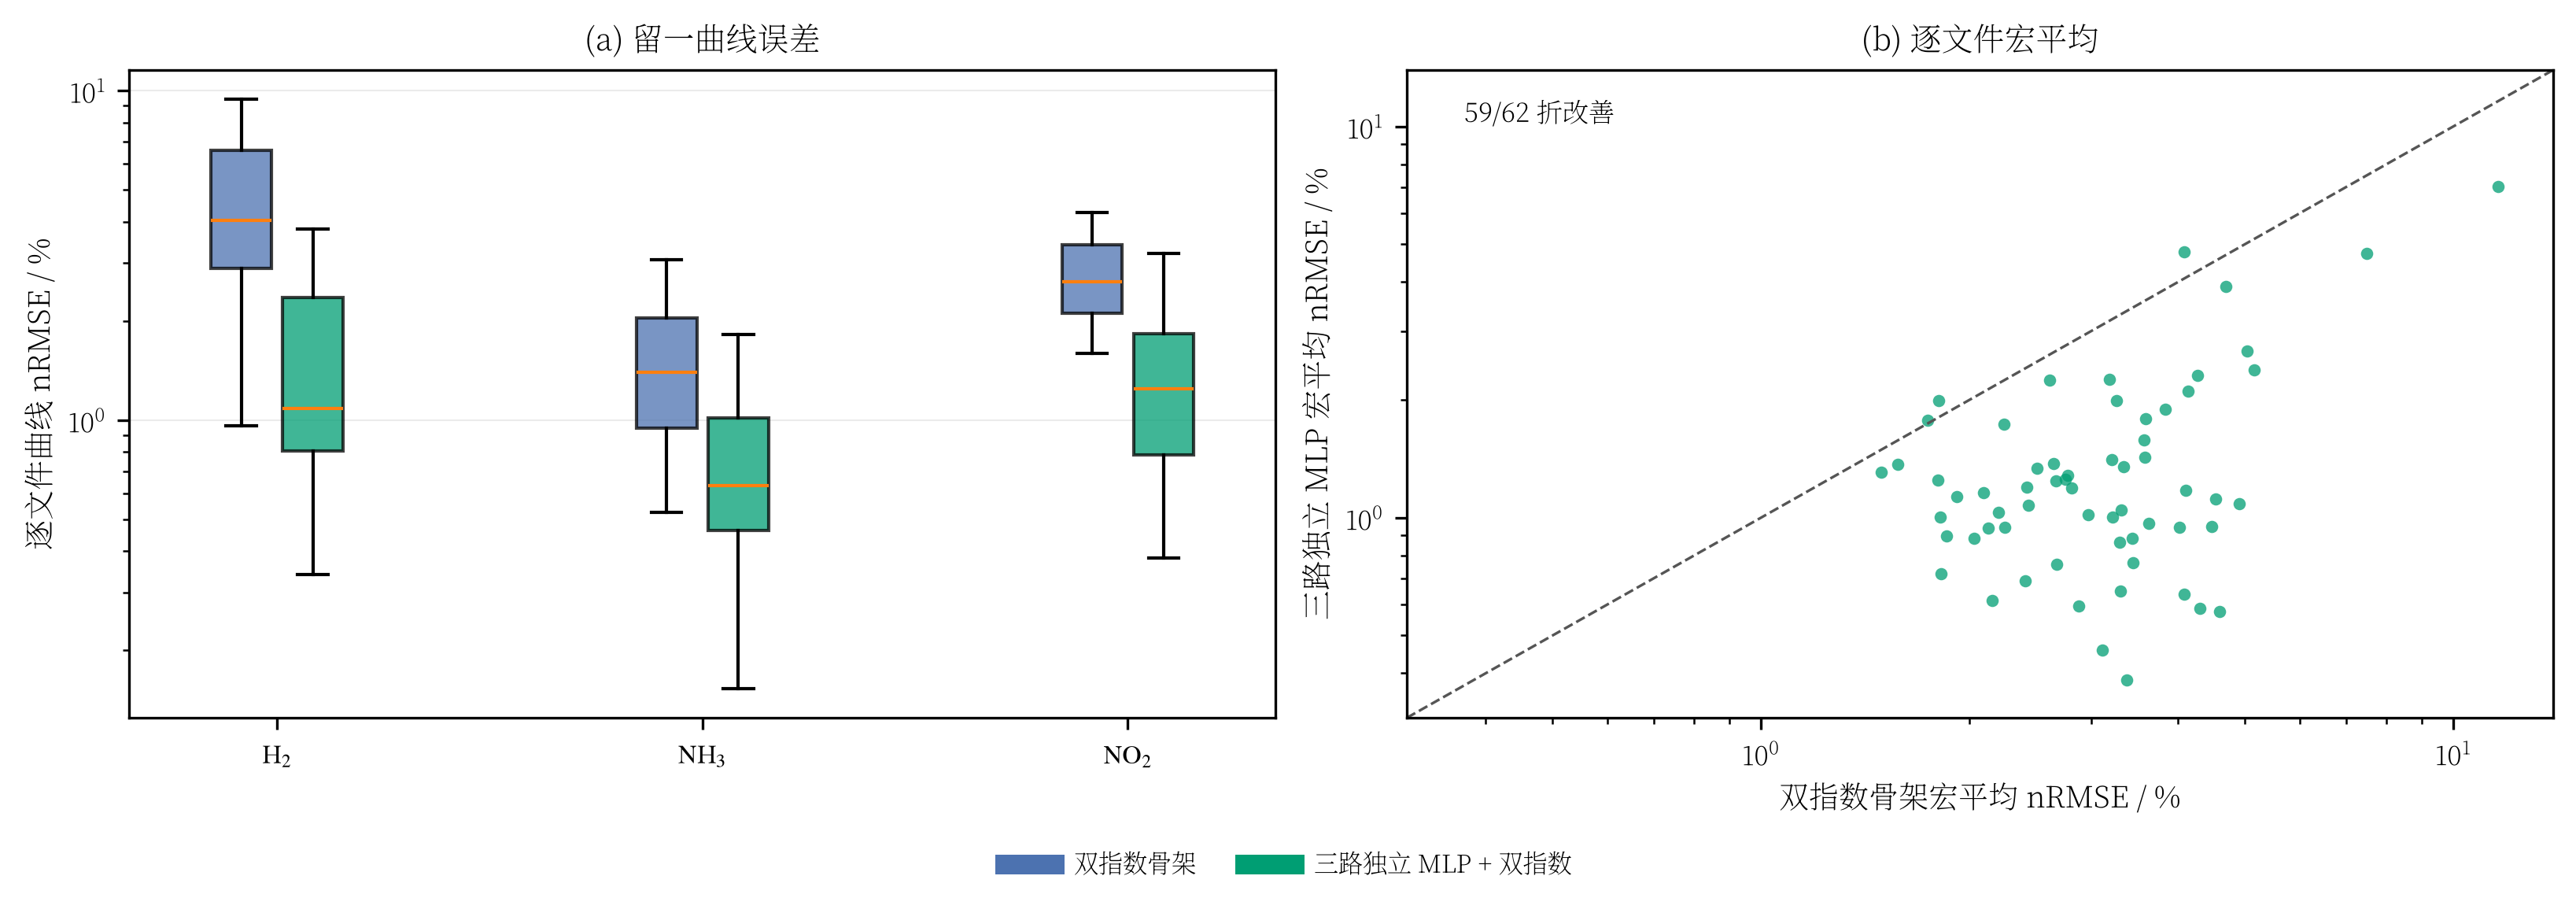 (a) 留一曲线误差
逐文件曲线 nRMSE / %
10¹
10⁰
H₂
NH₃
NO₂
(b) 逐文件宏平均
59/62 折改善
三路独立 MLP 宏平均 nRMSE / %
10¹
10⁰
10⁰
10¹
双指数骨架宏平均 nRMSE / %
双指数骨架
三路独立 MLP + 双指数